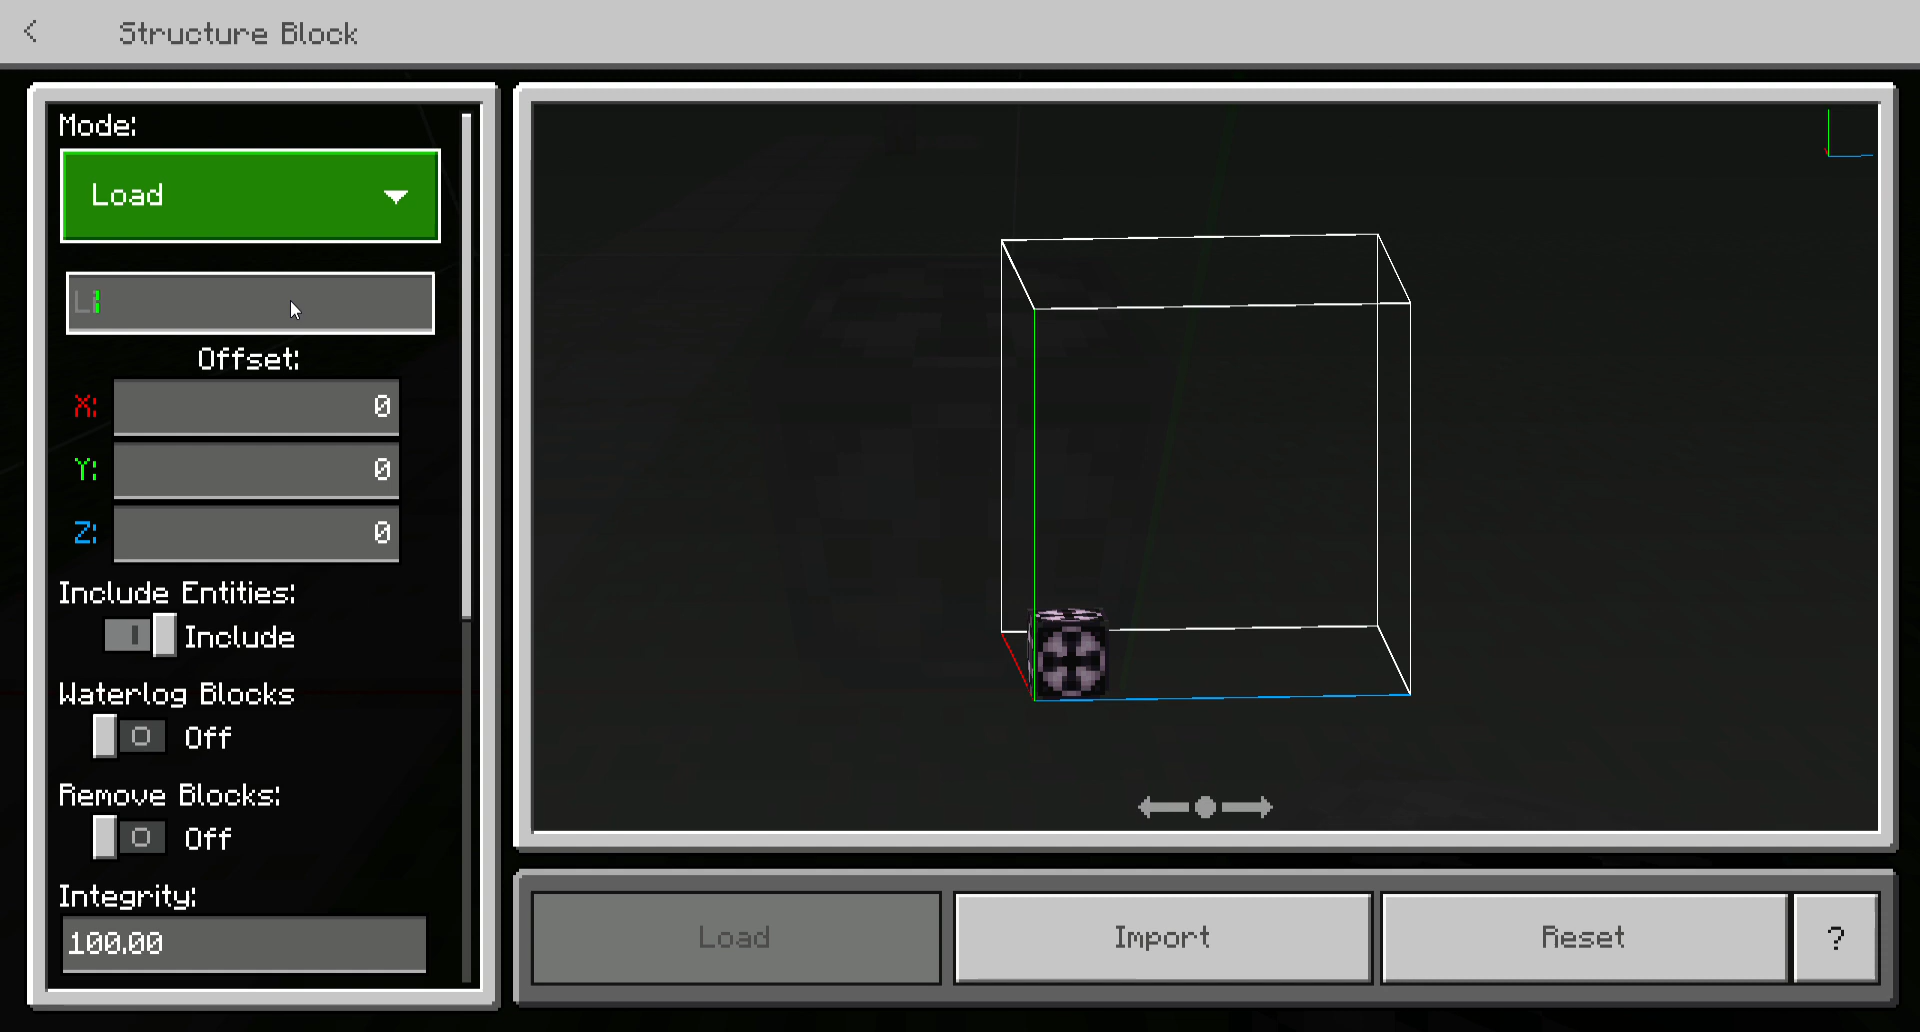 Structure Block
Mode:
Load
Li
Offset:
X:
0
Y:
0
Z:
0
Include Entities:
Include
Waterlog Blocks
Off
Remove Blocks:
Off
Integrity:
100.00
Load
Import
Reset
?